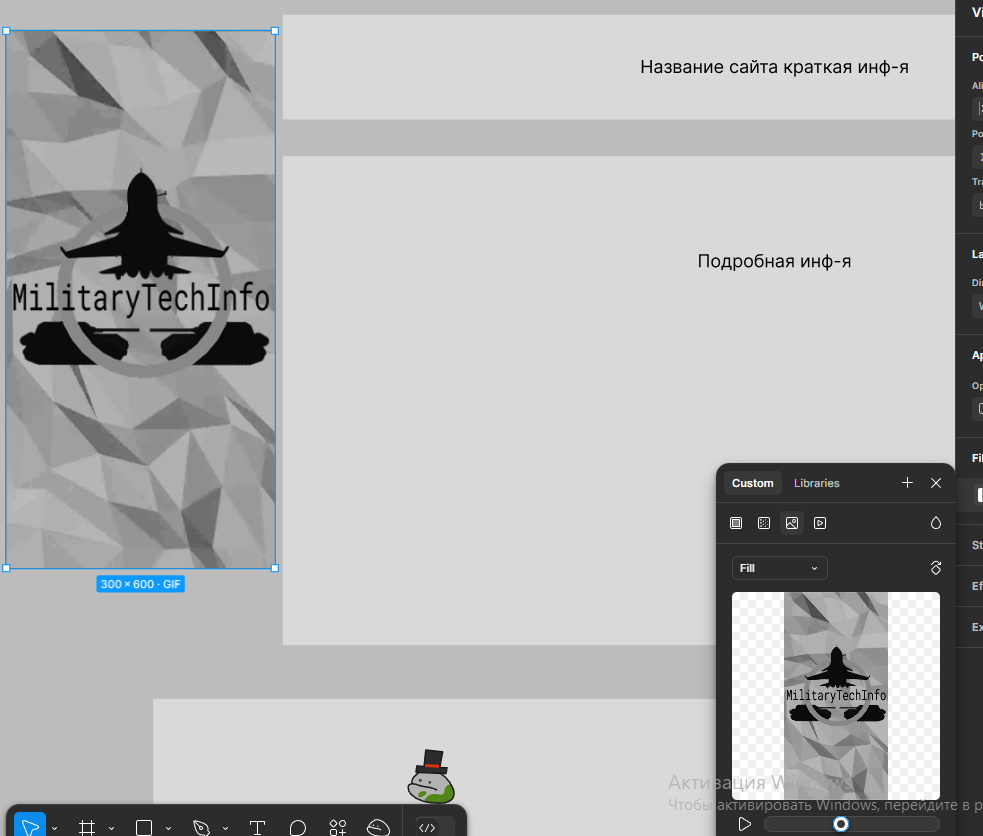 Название сайта краткая инф-я
MilitaryTechInfo
Подробная инф-я
300 × 600 · GIF
Custom
Libraries
Fill
MilitaryTechInfo
Активация Windows
Чтобы активировать Windows, перейдите в р